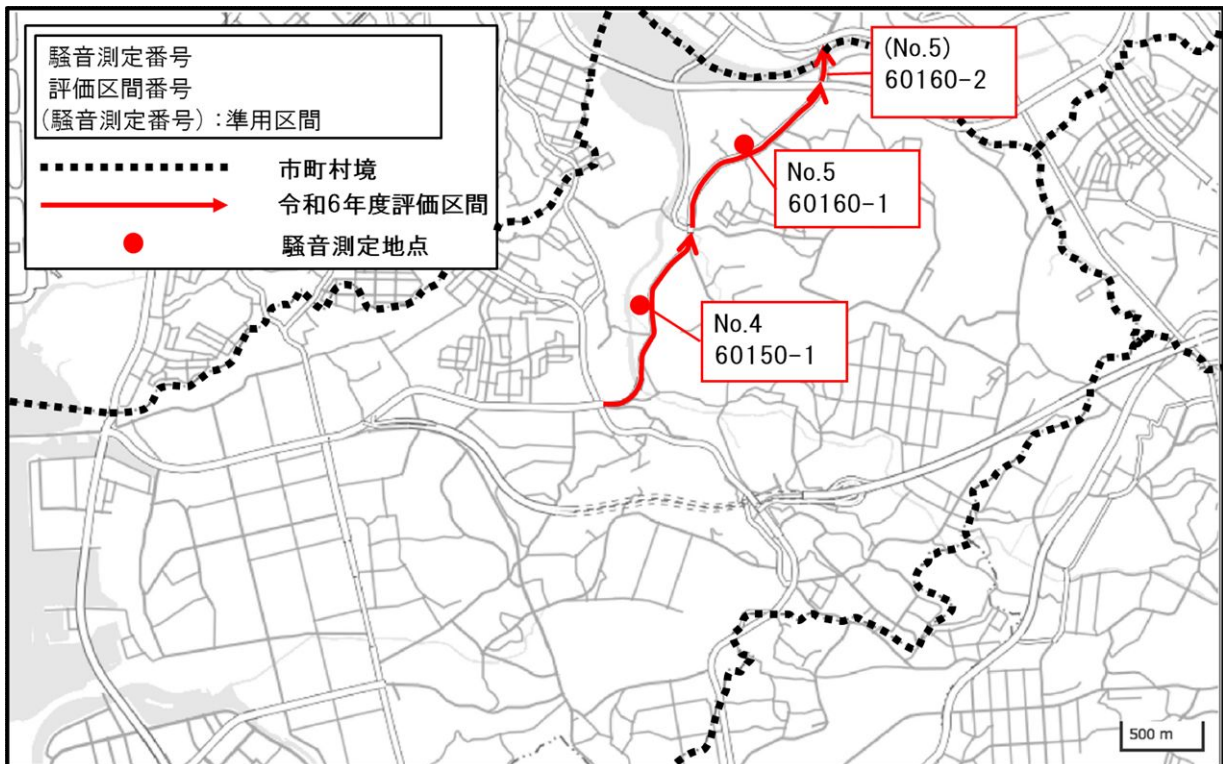 騒音測定番号
評価区間番号
(騒音測定番号):準用区間
市町村境
令和6年度評価区間
騒音測定地点
(No.5)
60160-2
No.5
60160-1
No.4
60150-1
500 m